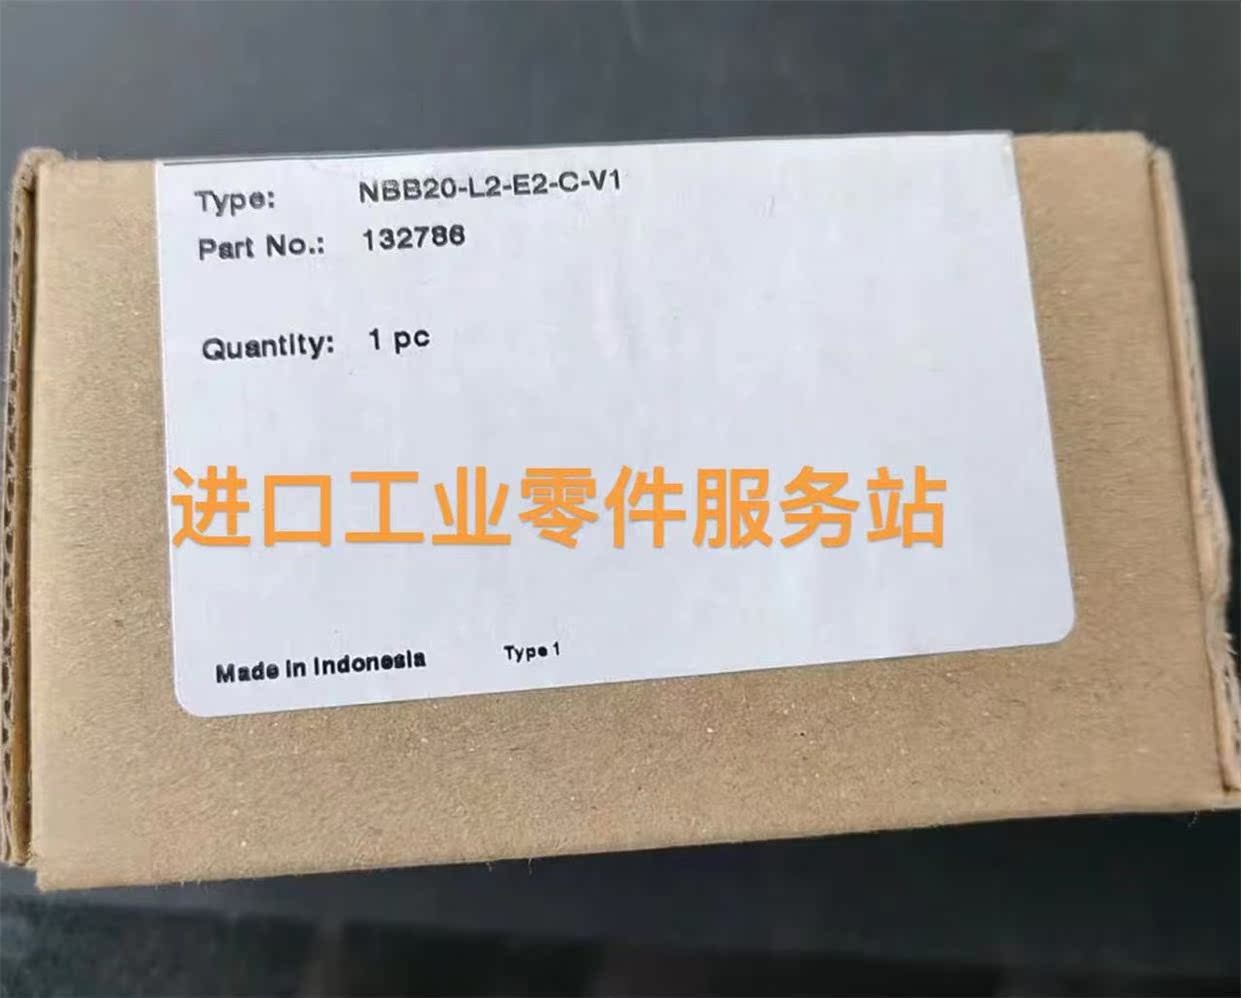 Type: NBB20-L2-E2-C-V1
Part No.: 132786
Quantity: 1 pc
进口工业零件服务站
Made in Indonesia Type 1